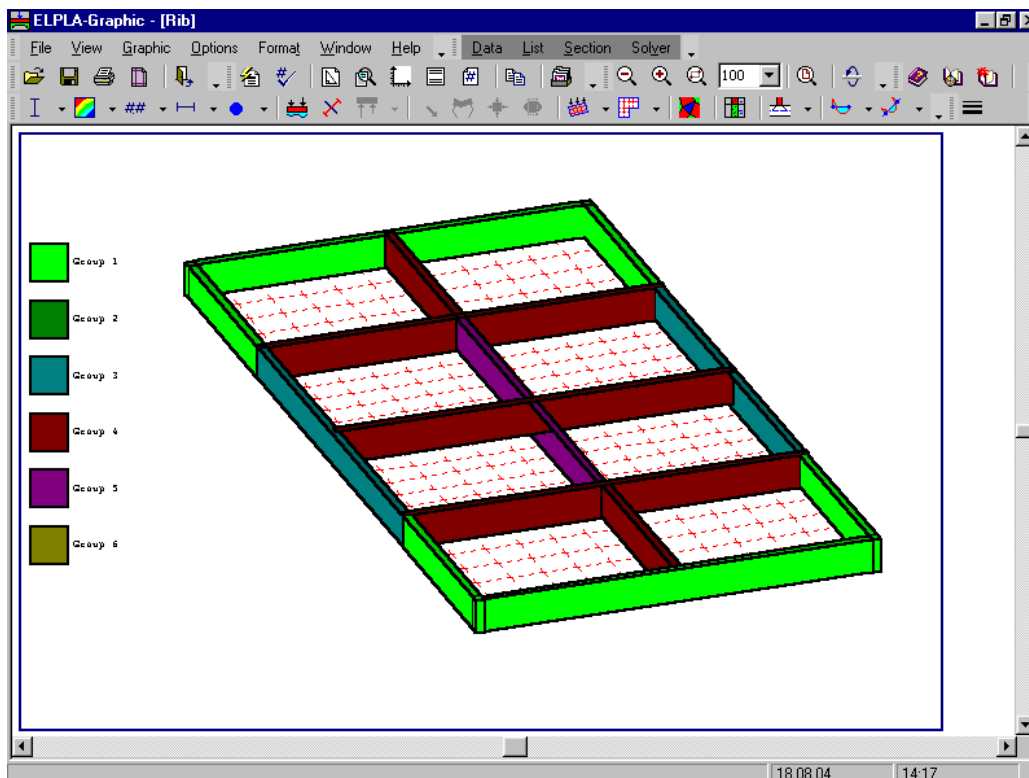 ELPLA-Graphic - [Rib]
File View Graphic Options Format Window Help Data List Section Solver
100
##
Group 1
Group 2
Group 3
Group 4
Group 5
Group 6
18.08.04 14:17